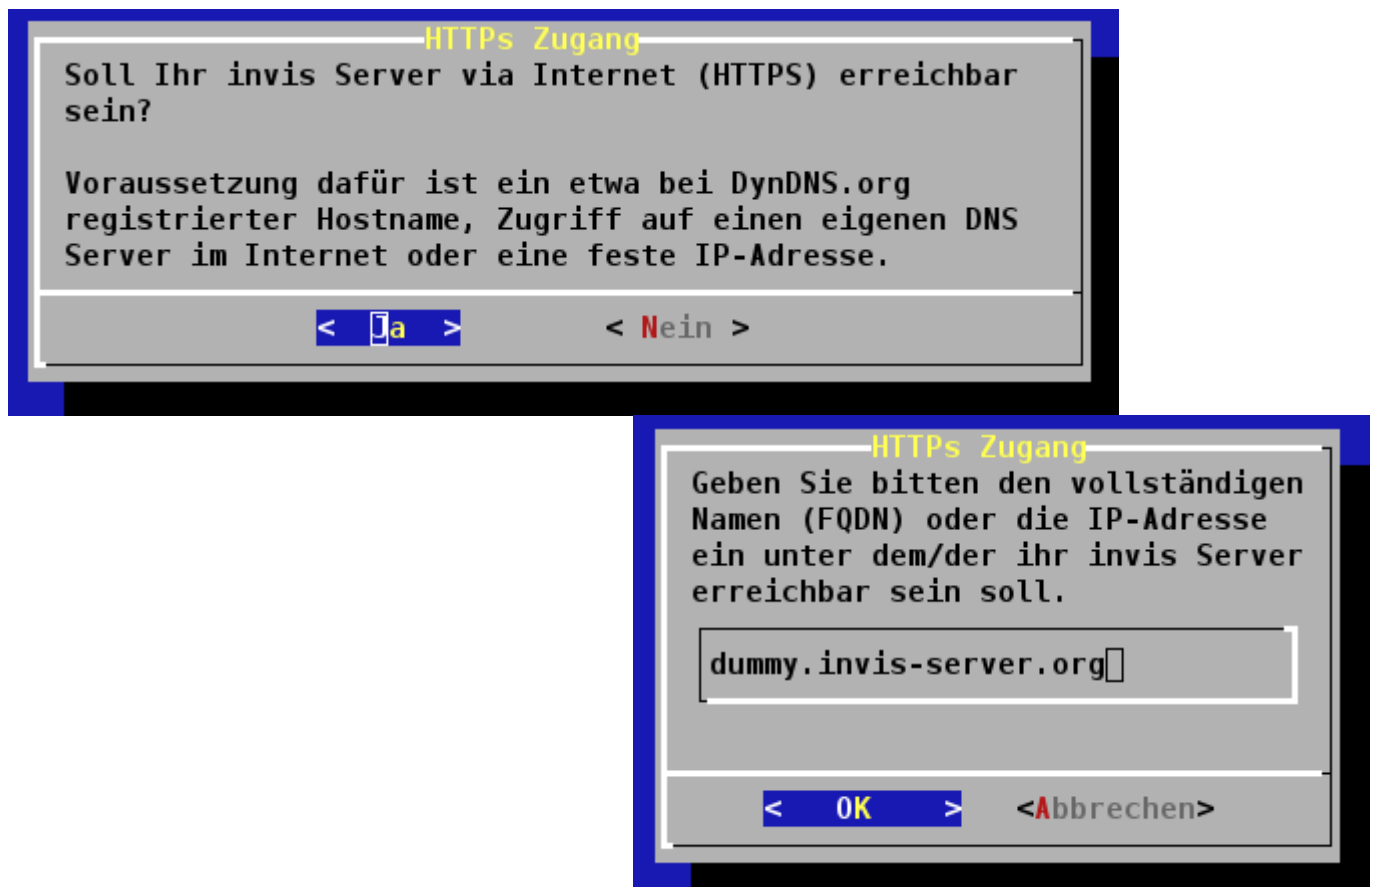 HTTPs Zugang
Soll Ihr invis Server via Internet (HTTPS) erreichbar
sein?
Voraussetzung dafür ist ein etwa bei DynDNS.org
registrierter Hostname, Zugriff auf einen eigenen DNS
Server im Internet oder eine feste IP-Adresse.
< Ja > < Nein >
HTTPs Zugang
Geben Sie bitten den vollständigen
Namen (FQDN) oder die IP-Adresse
ein unter dem/der ihr invis Server
erreichbar sein soll.
dummy.invis-server.org
< OK > <Abbrechen>